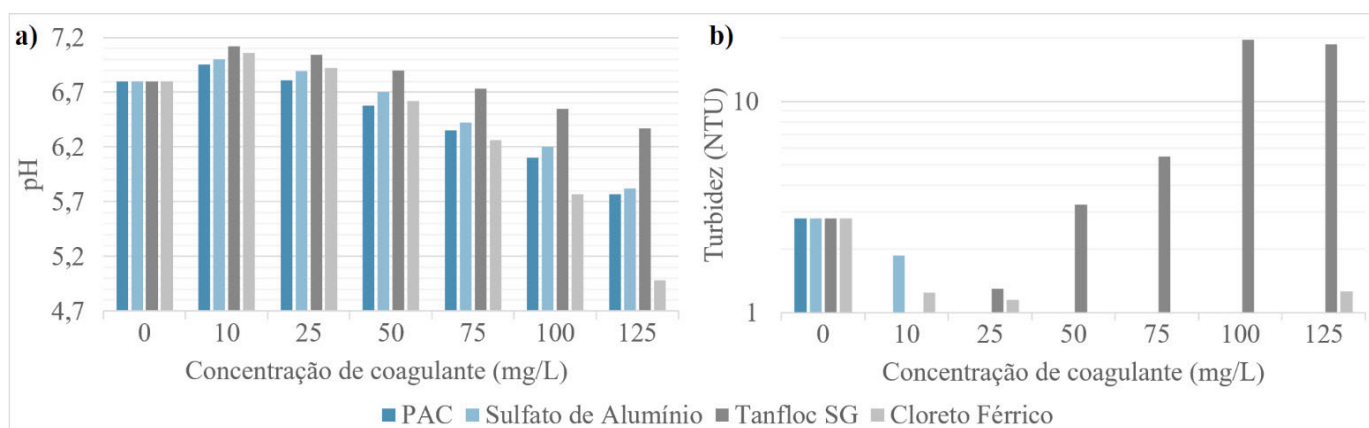 a)
pH
7,2
6,7
6,2
5,7
5,2
4,7
0 10 25 50 75 100 125
Concentração de coagulante (mg/L)
b)
Turbidez (NTU)
10
1
0 10 25 50 75 100 125
Concentração de coagulante (mg/L)
PAC Sulfato de Alumínio Tanfloc SG Cloreto Férrico